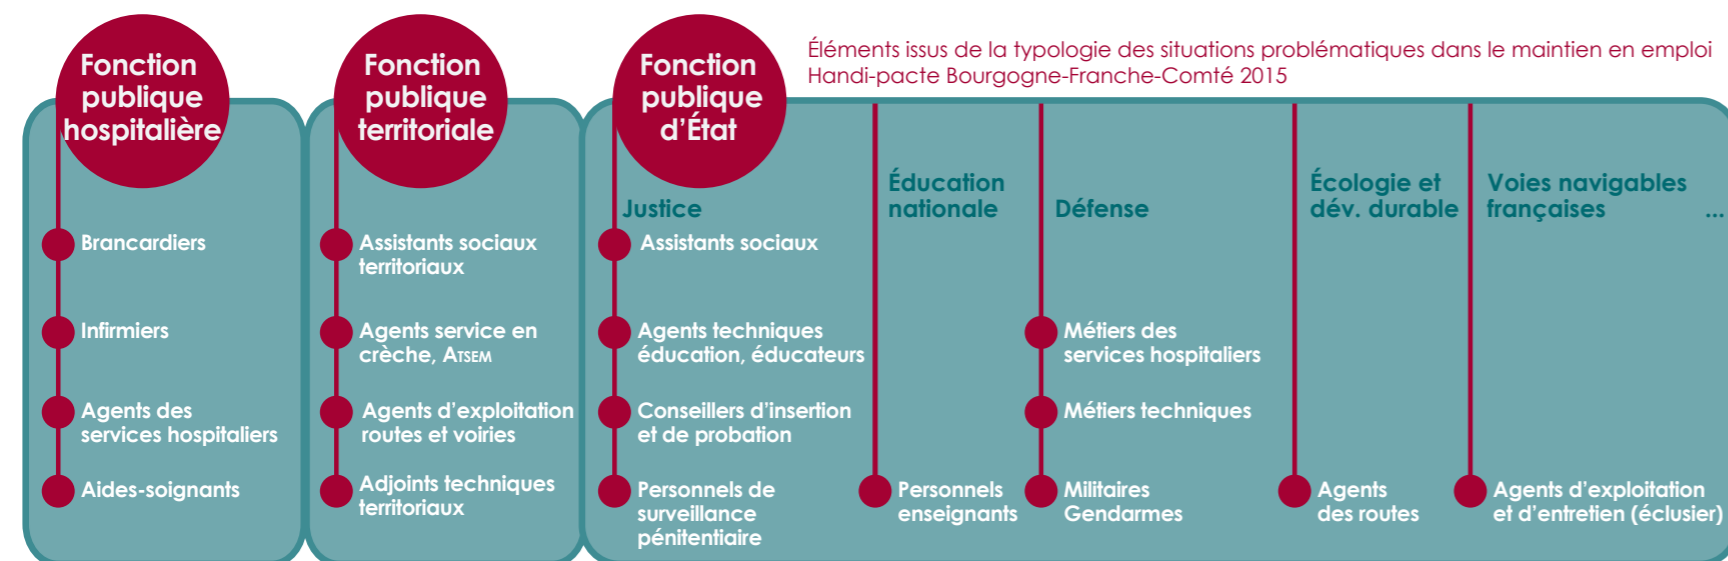 Fonction
publique
hospitalière
Brancardiers
Infirmiers
Agents des
services hospitaliers
Aides-soignants
Fonction
publique
territoriale
Assistants sociaux
territoriaux
Agents service en
crèche, ATSEM
Agents d'exploitation
routes et voiries
Adjoints techniques
territoriaux
Fonction
publique
d'État
Éléments issus de la typologie des situations problématiques dans le maintien en emploi
Handi-pacte Bourgogne-Franche-Comté 2015
Justice
Assistants sociaux
Agents techniques
éducation, éducateurs
Conseillers d'insertion
et de probation
Personnels de
surveillance
pénitentiaire
Éducation
nationale
Personnels
enseignants
Défense
Métiers des
services hospitaliers
Métiers techniques
Militaires
Gendarmes
Écologie et
dév. durable
Agents
des routes
Voies navigables
françaises ...
Agents d'exploitation
et d'entretien (éclusier)